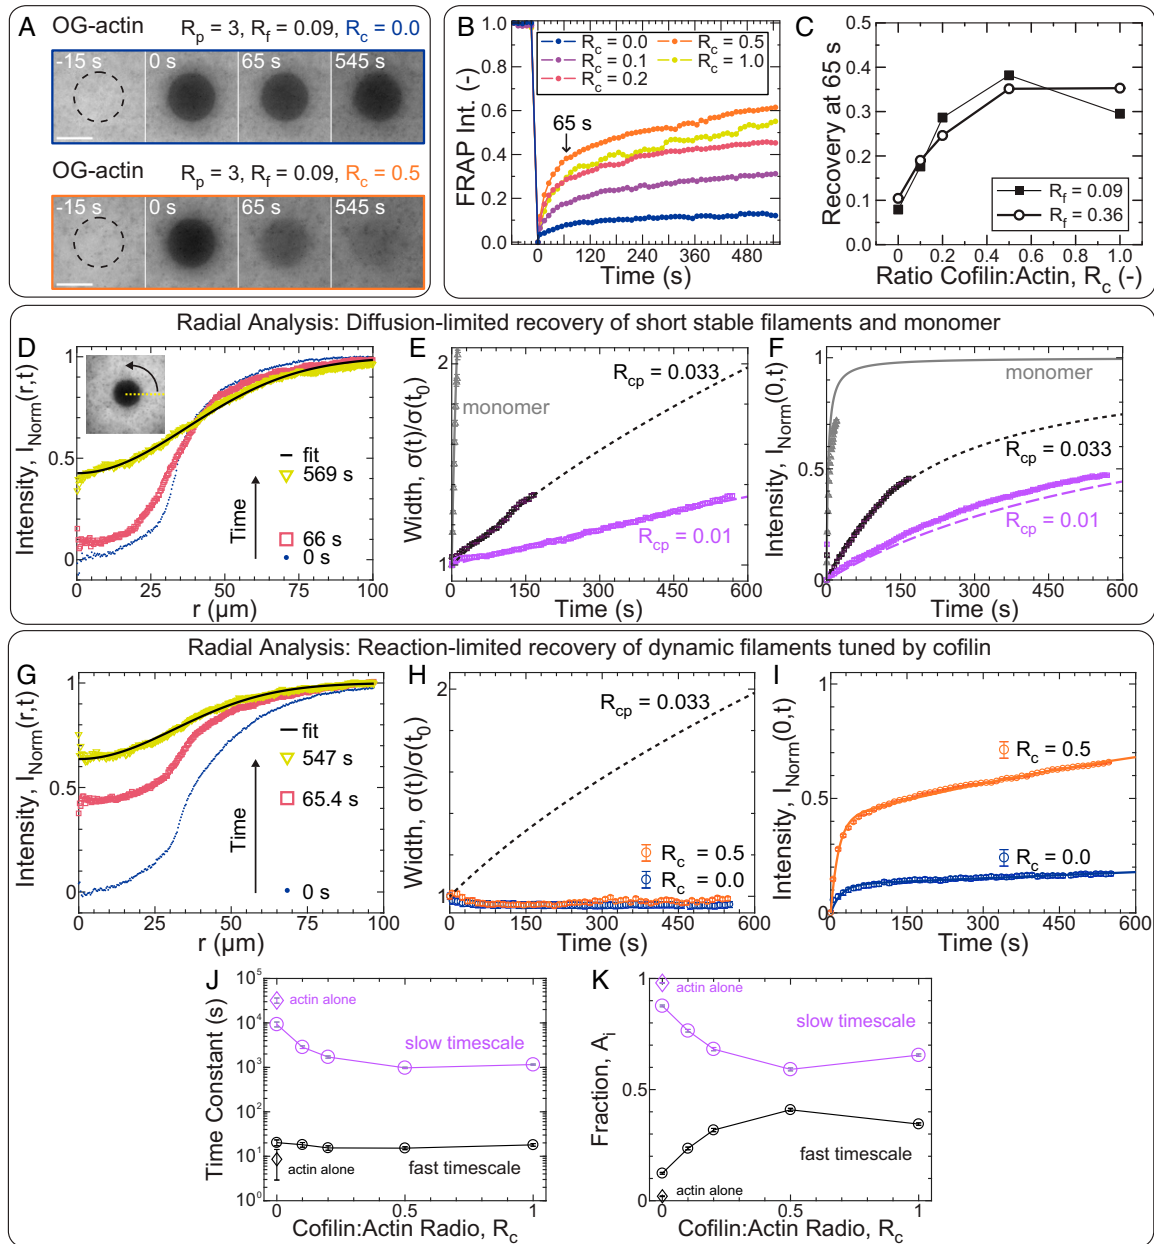 A
OG-actin R_p = 3, R_f = 0.09, R_c = 0.0
-15 s 0 s 65 s 545 s
OG-actin R_p = 3, R_f = 0.09, R_c = 0.5
-15 s 0 s 65 s 545 s
B
FRAP Int. (-)
1.0
0.8
0.6
0.4
0.2
0.0
R_c = 0.0
R_c = 0.1
R_c = 0.2
R_c = 0.5
R_c = 1.0
65 s
0 120 240 360 480
Time (s)
C
Recovery at 65 s
0.5
0.4
0.3
0.2
0.1
0.0
R_f = 0.09
R_f = 0.36
0.0 0.2 0.4 0.6 0.8 1.0
Ratio Cofilin:Actin, R_c (-)
Radial Analysis: Diffusion-limited recovery of short stable filaments and monomer
D
Intensity, I_Norm(r,t)
1
0.5
0
fit
569 s
66 s
0 s
Time
0 25 50 75 100
r (µm)
E
Width, σ(t)/σ(t_0)
2
1
monomer
R_cp = 0.033
R_cp = 0.01
0 150 300 450 600
Time (s)
F
Intensity, I_Norm(0,t)
1
0.5
0
monomer
R_cp = 0.033
R_cp = 0.01
0 150 300 450 600
Time (s)
Radial Analysis: Reaction-limited recovery of dynamic filaments tuned by cofilin
G
Intensity, I_Norm(r,t)
1
0.5
0
fit
547 s
65.4 s
0 s
Time
0 25 50 75 100
r (µm)
H
Width, σ(t)/σ(t_0)
2
1
R_cp = 0.033
R_c = 0.5
R_c = 0.0
0 150 300 450 600
Time (s)
I
Intensity, I_Norm(0,t)
1
0.5
0
R_c = 0.5
R_c = 0.0
0 150 300 450 600
Time (s)
J
Time Constant (s)
10^5
10^4
10^3
10^2
10^1
10^0
actin alone
slow timescale
actin alone
fast timescale
0 0.5 1
Cofilin:Actin Radio, R_c
K
Fraction, A_i
1
0.5
0
actin alone
slow timescale
fast timescale
actin alone
0 0.5 1
Cofilin:Actin Radio, R_c